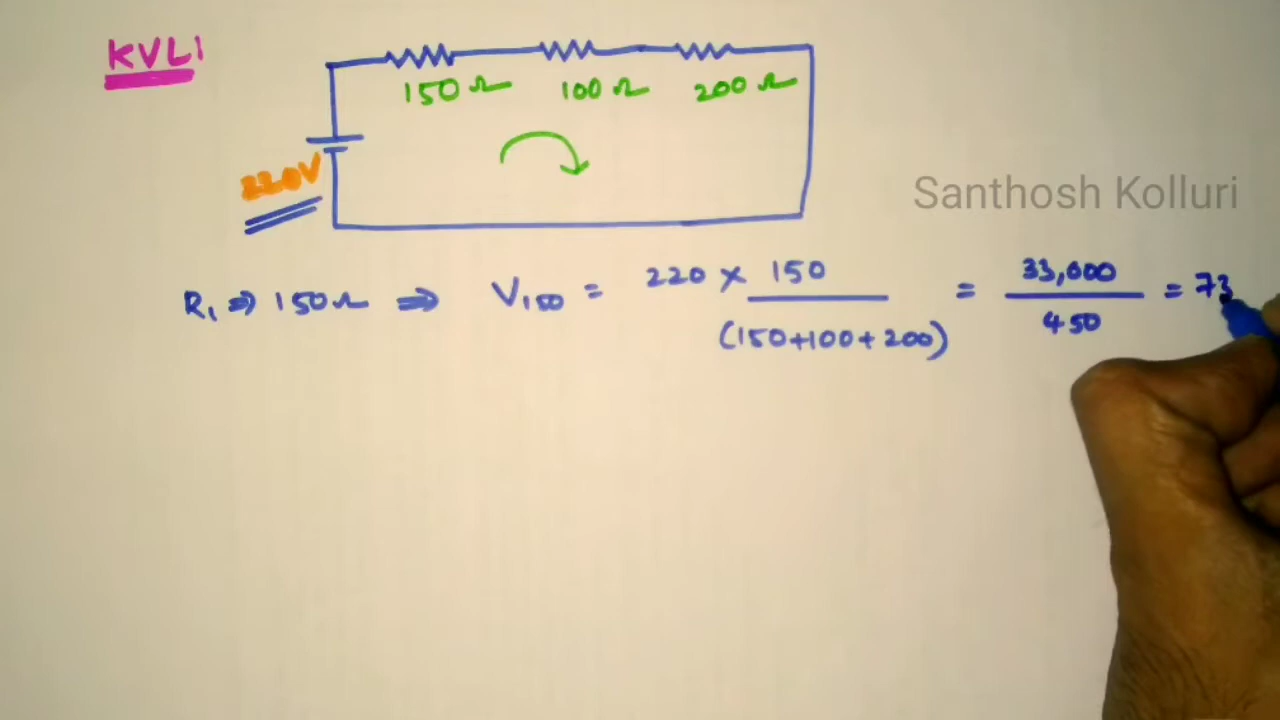 KVL!
150 Ω 100 Ω 200 Ω
220V
Santhosh Kolluri
R₁ ⇒ 150 Ω ⇒ V₁₅₀ = 220 × 150 / (150+100+200) = 33,000 / 450 = 73